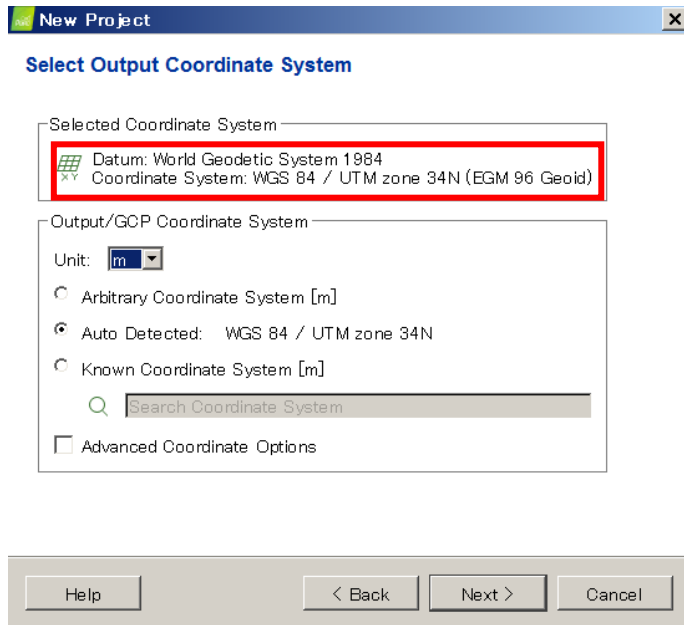 New Project
Select Output Coordinate System
Selected Coordinate System
Datum: World Geodetic System 1984
Coordinate System: WGS 84 / UTM zone 34N (EGM 96 Geoid)
XY
Output/GCP Coordinate System
Unit: m
Arbitrary Coordinate System [m]
Auto Detected: WGS 84 / UTM zone 34N
Known Coordinate System [m]
Search Coordinate System
Advanced Coordinate Options
Help < Back Next > Cancel